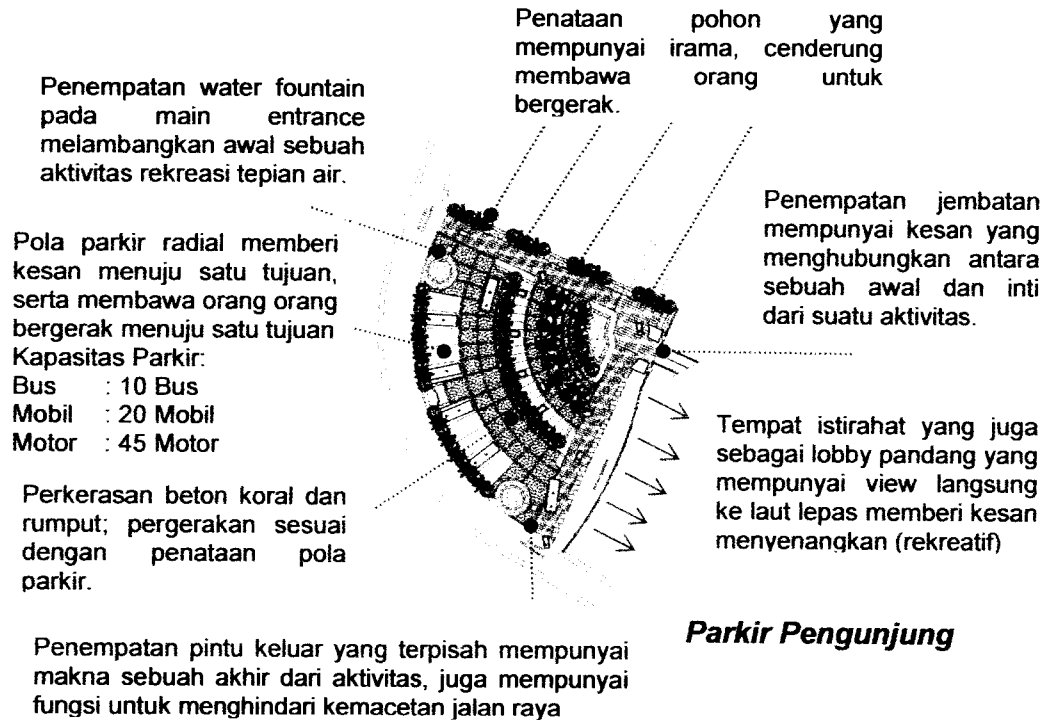 Penataan pohon yang
mempunyai irama, cenderung
membawa orang untuk
bergerak.
Penempatan water fountain
pada main entrance
melambangkan awal sebuah
aktivitas rekreasi tepian air.
Penempatan jembatan
mempunyai kesan yang
menghubungkan antara
sebuah awal dan inti
dari suatu aktivitas.
Pola parkir radial memberi
kesan menuju satu tujuan,
serta membawa orang orang
bergerak menuju satu tujuan
Kapasitas Parkir:
Bus : 10 Bus
Mobil : 20 Mobil
Motor : 45 Motor
Tempat istirahat yang juga
sebagai lobby pandang yang
mempunyai view langsung
ke laut lepas memberi kesan
menyenangkan (rekreatif)
Perkerasan beton koral dan
rumput; pergerakan sesuai
dengan penataan pola
parkir.
Parkir Pengunjung
Penempatan pintu keluar yang terpisah mempunyai
makna sebuah akhir dari aktivitas, juga mempunyai
fungsi untuk menghindari kemacetan jalan raya